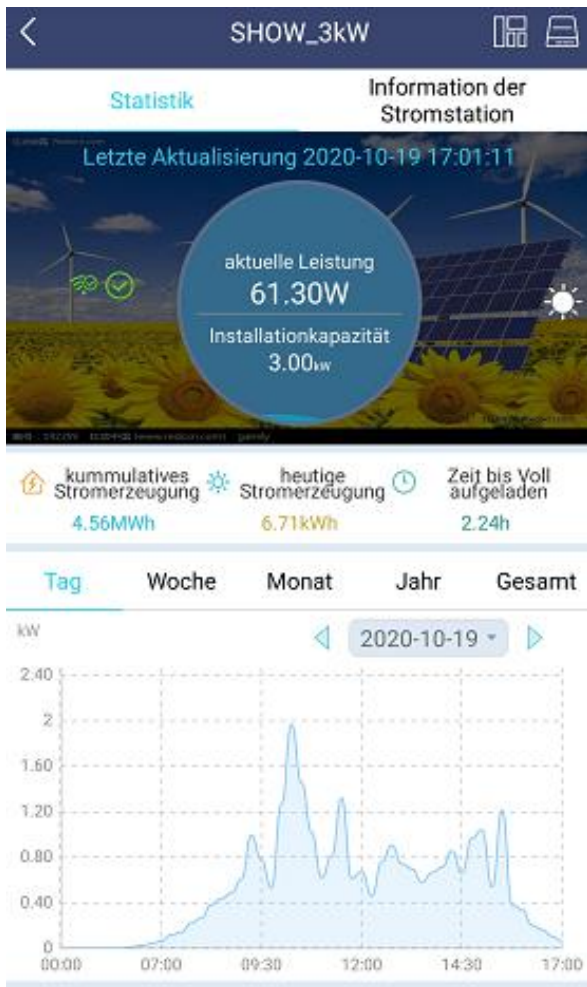 SHOW_3kW
Statistik
Information der
Stromstation
Letzte Aktualisierung 2020-10-19 17:01:11
aktuelle Leistung
61.30W
Installationkapazität
3.00kW
kummulatives
Stromerzeugung
4.56MWh
heutige
Stromerzeugung
6.71kWh
Zeit bis Voll
aufgeladen
2.24h
Tag Woche Monat Jahr Gesamt
kW
2020-10-19
2.40
2
1.60
1.20
0.80
0.40
0
00:00 07:00 09:30 12:00 14:30 17:00